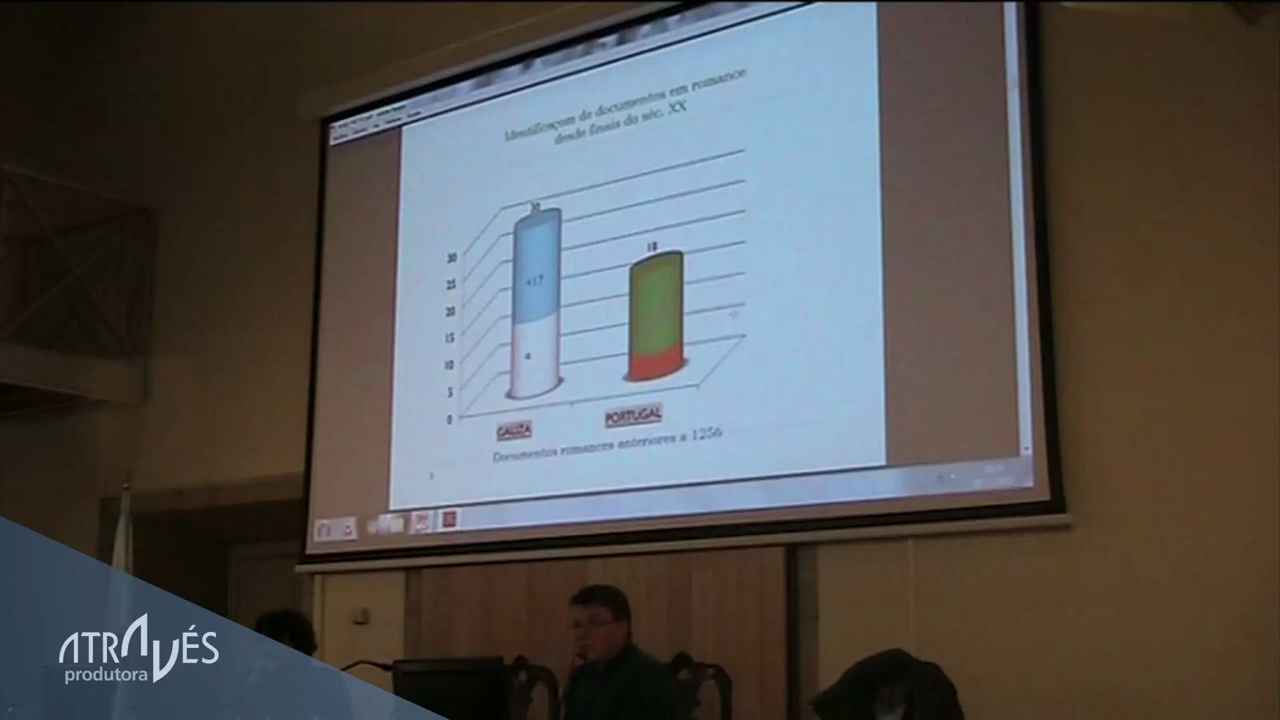 Identificaçom de documentos em romance
desde finais do séc. XX
18
30
25
20
15
10
5
0
+17
GALIZA
PORTUGAL
Documentos romances anteriores a 1256
ATRAVÉS
produtora